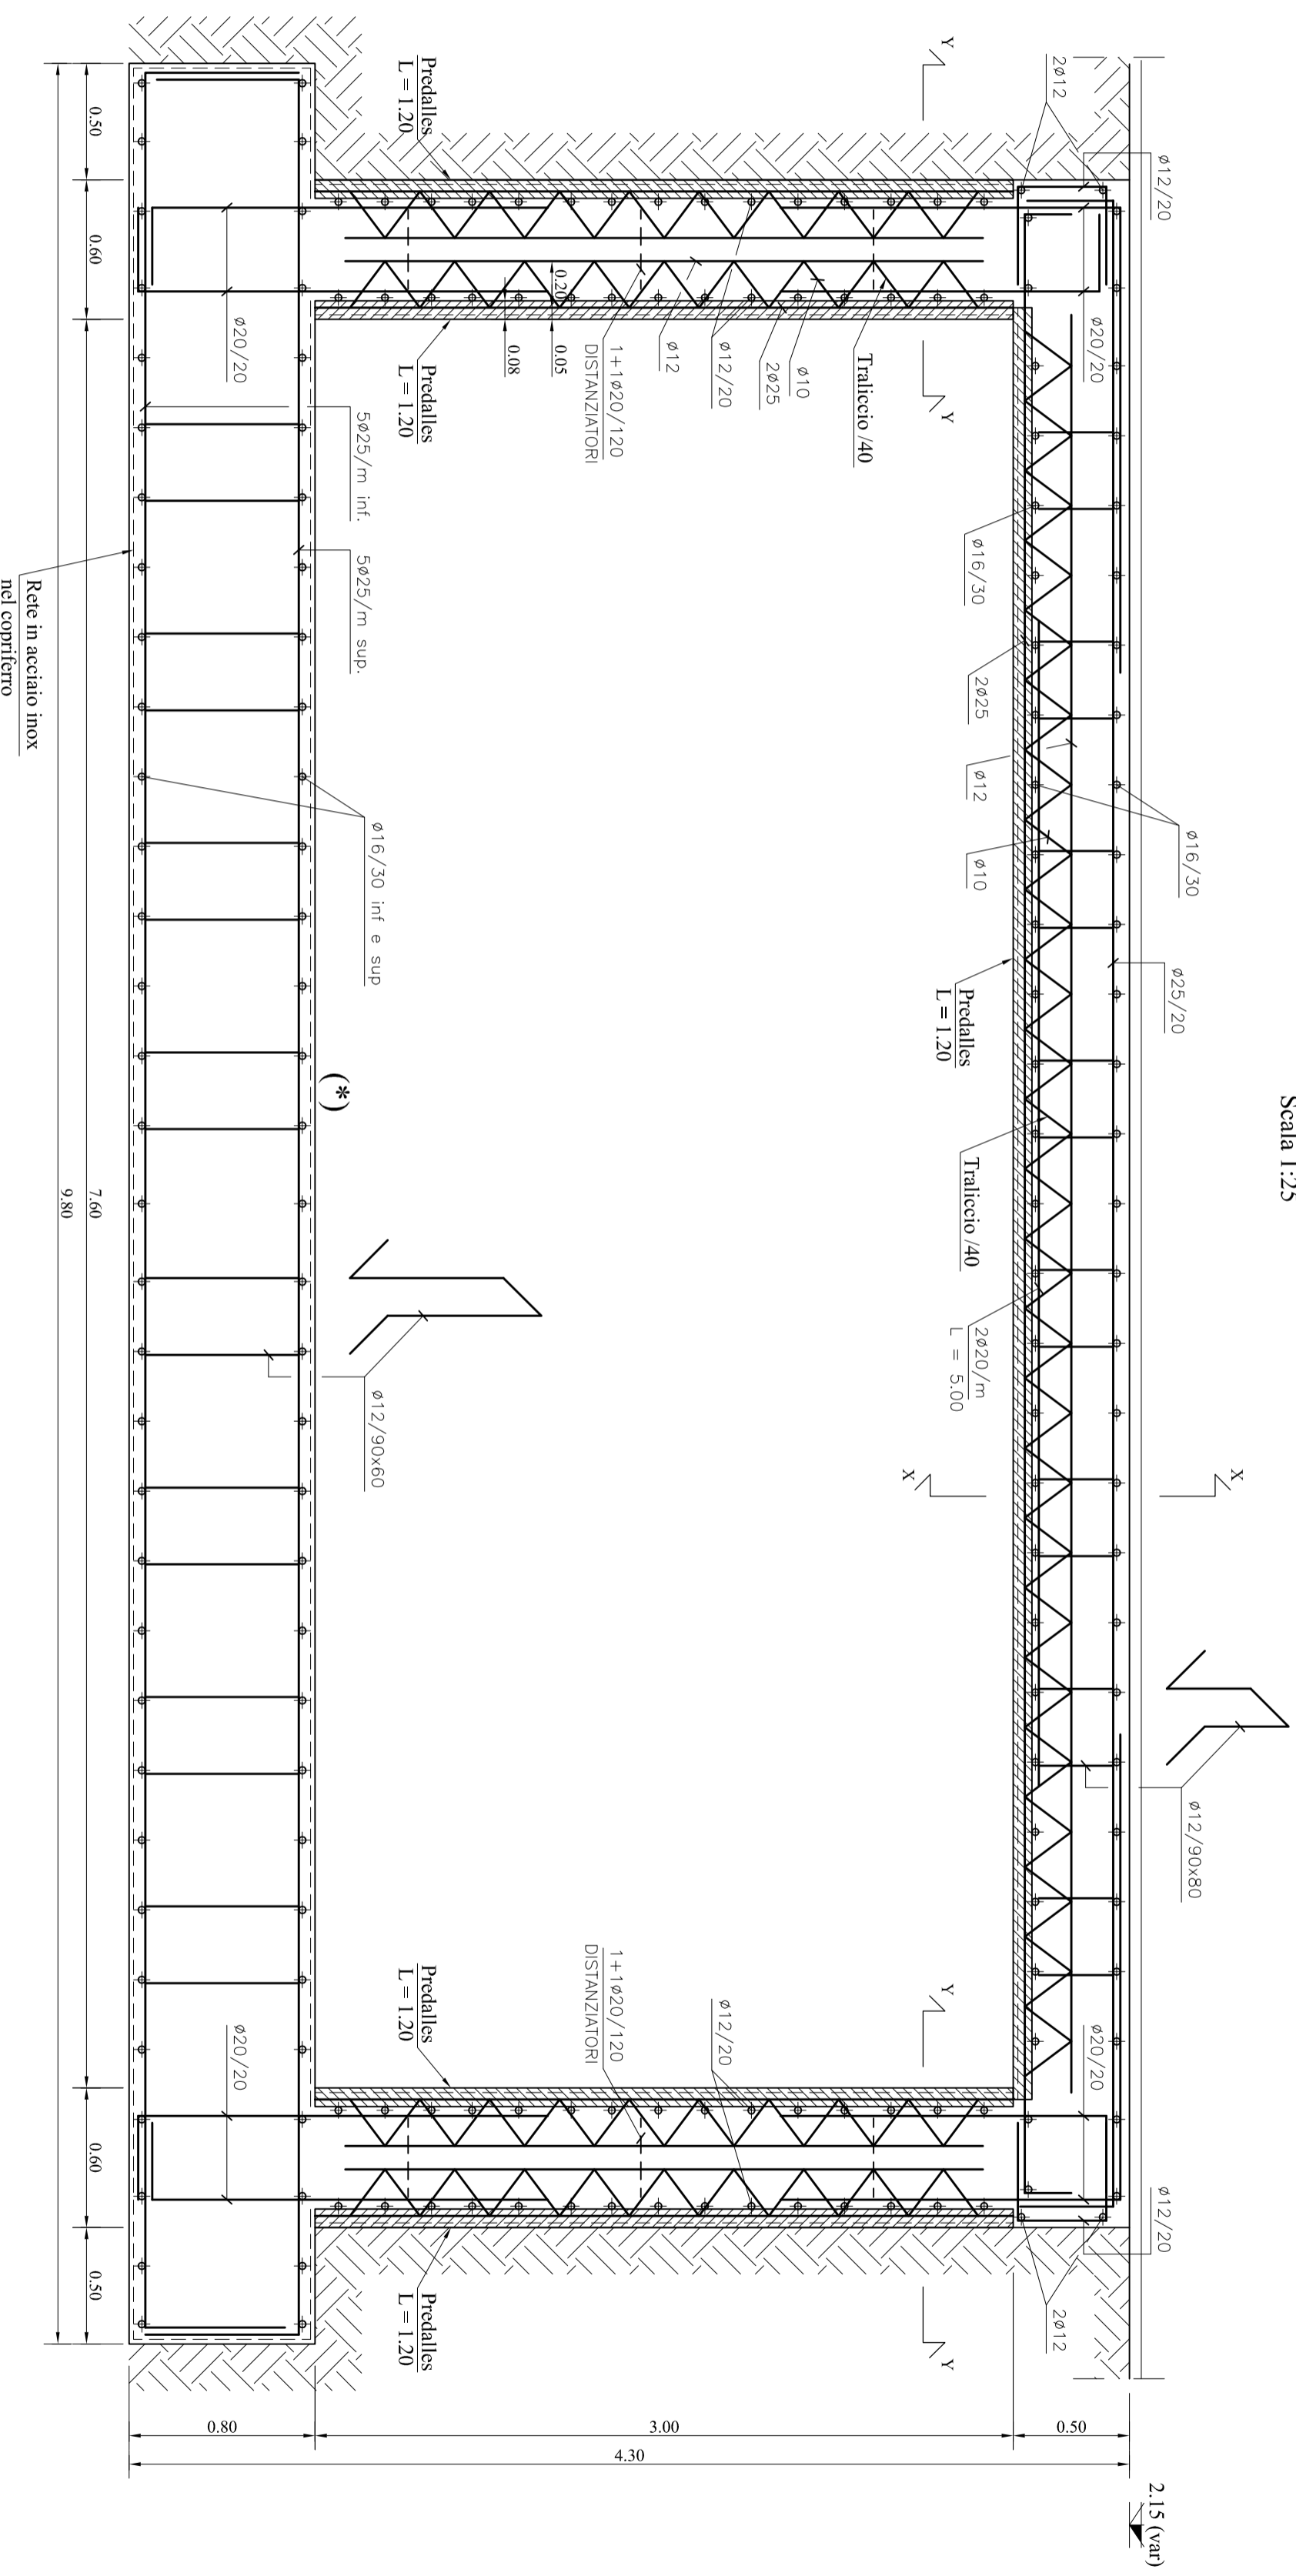 Scala 1:25
2.15 (var)
ø12/90x80
ø16/30
ø25/20
ø12/20
ø12/20
2ø12
2ø12
ø20/20
ø20/20
X
X
Y
Y
Y
Y
2ø20/m
L = 5.00
Traliccio /40
Predalles
L = 1.20
ø10
ø12
2ø25
ø16/30
Traliccio /40
ø10
2ø25
ø12/20
ø12
1+1ø20/120
DISTANZIATORI
0.20
0.05
0.08
ø12/20
1+1ø20/120
DISTANZIATORI
Predalles
L = 1.20
Predalles
L = 1.20
Predalles
L = 1.20
Predalles
L = 1.20
5ø25/m inf.
5ø25/m sup.
ø16/30 inf e sup
(*)
ø12/90x60
ø20/20
ø20/20
0.50
0.60
7.60
0.60
0.50
9.80
0.80
3.00
0.50
4.30
Rete in acciaio inox
nel copriferro